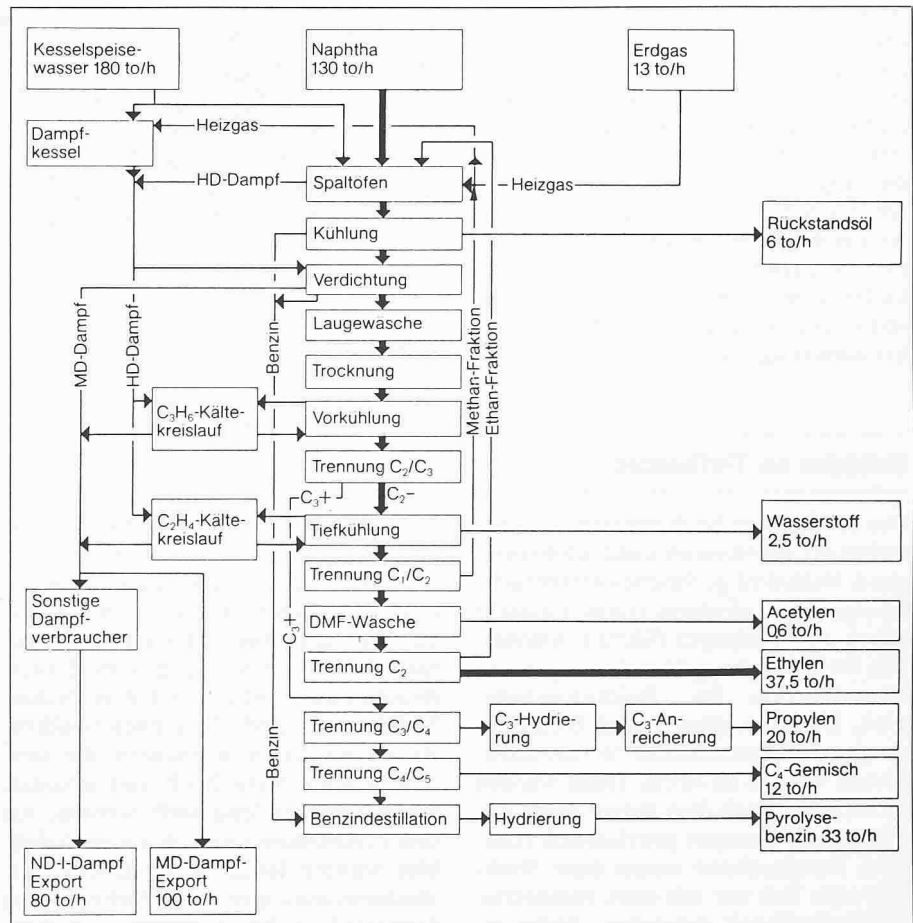 Kesselspeise-
wasser 180 to/h
Naphtha
130 to/h
Erdgas
13 to/h
Dampf-
kessel
Heizgas
HD-Dampf
Spaltöfen
Heizgas
Kühlung
Rückstandsöl
6 to/h
Verdichtung
MD-Dampf
HD-Dampf
Benzin
Laugewäsche
Methan-Fraktion
Ethan-Fraktion
Trocknung
C₃H₆-Kälte-
kreislauf
Vorkühlung
Trennung C₂/C₃
C₃+
C₂−
C₂H₄-Kälte-
kreislauf
Tiefkühlung
Wasserstoff
2,5 to/h
Trennung C₁/C₂
Sonstige
Dampf-
verbraucher
C₃+
DMF-Wäsche
Acetylen
0,6 to/h
Trennung C₂
Ethylen
37,5 to/h
Trennung C₃/C₄
C₃-Hydrie-
rung
C₃-An-
reicherung
Propylen
20 to/h
Benzin
Trennung C₄/C₅
C₄-Gemisch
12 to/h
Benzindestillation
Hydrierung
Pyrolyse-
benzin 33 to/h
ND-I-Dampf
Export
80 to/h
MD-Dampf-
Export
100 to/h